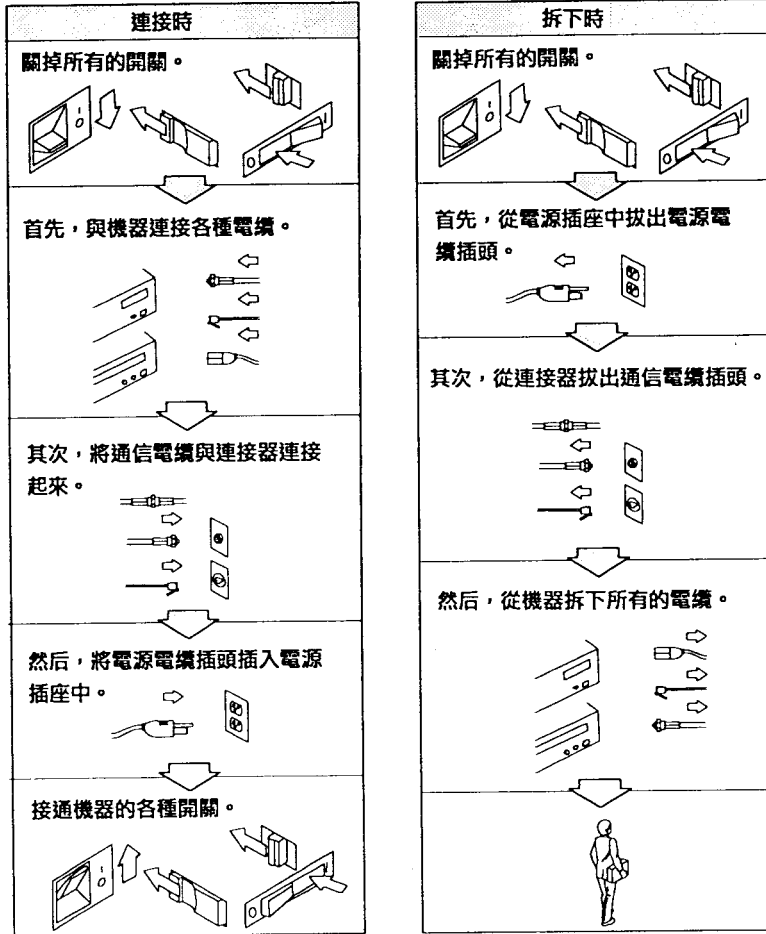 連接時
關掉所有的開關。
首先，與機器連接各種電纜。
其次，將通信電纜與連接器連接
起來。
然后，將電源電纜插頭插入電源
插座中。
接通機器的各種開關。
拆下時
關掉所有的開關。
首先，從電源插座中拔出電源電
纜插頭。
其次，從連接器拔出通信電纜插頭。
然后，從機器拆下所有的電纜。